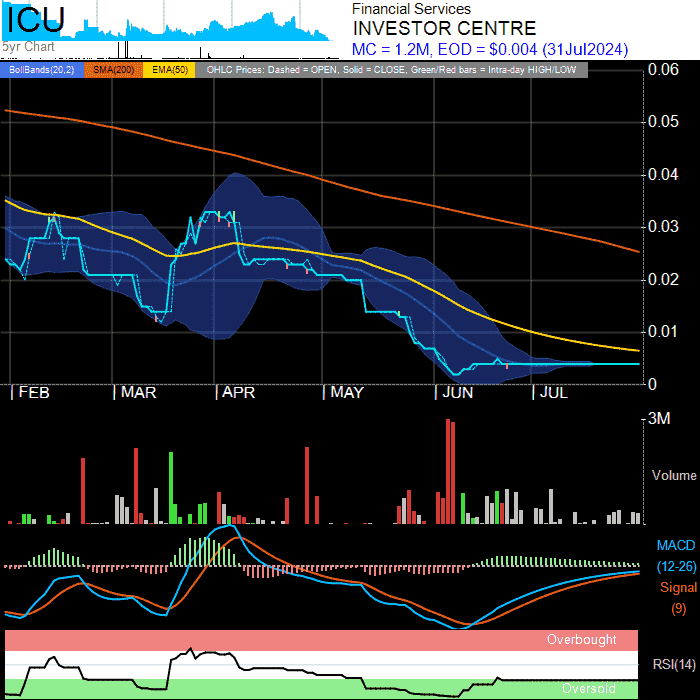 ICU
5yr Chart
Financial Services
INVESTOR CENTRE
MC = 1.2M, EOD = $0.004 (31Jul2024)
BollBands(20,2) SMA(200) EMA(50) OHLC Prices: Dashed = OPEN, Solid = CLOSE, Green/Red bars = Intra-day HIGH/LOW
0.06
0.05
0.04
0.03
0.02
0.01
0
FEB MAR APR MAY JUN JUL
3M
Volume
MACD
(12-26)
Signal
(9)
Overbought
RSI(14)
Oversold